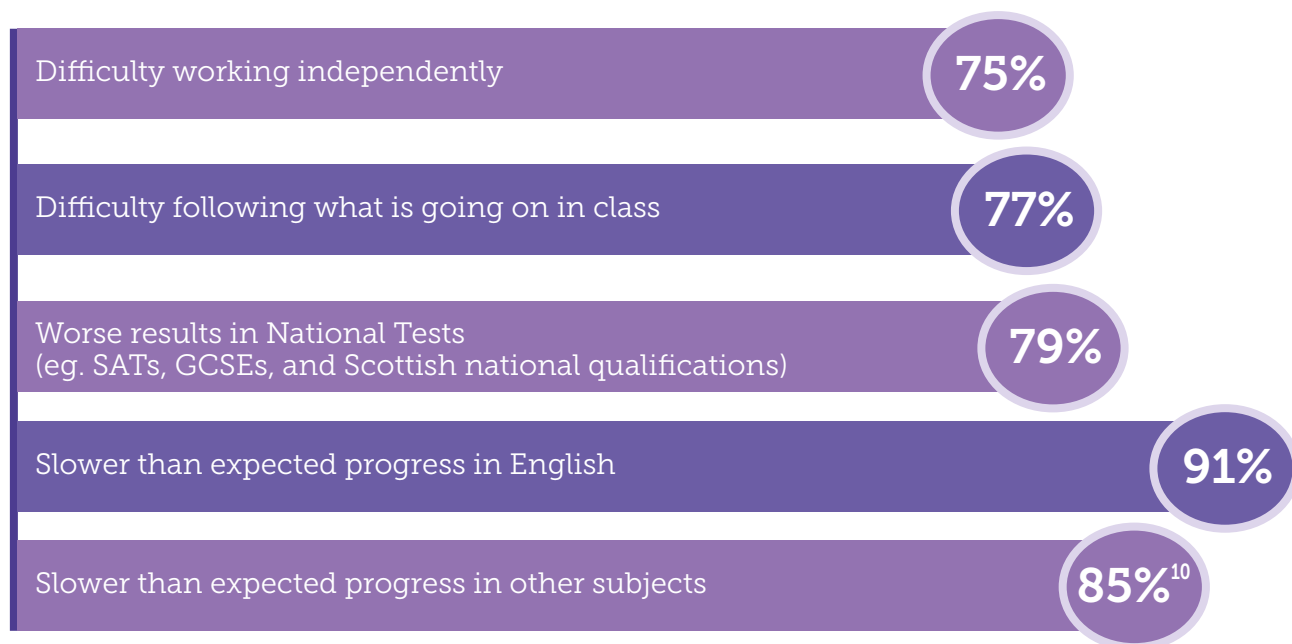 Difficulty working independently 75%
Difficulty following what is going on in class 77%
Worse results in National Tests
(eg. SATs, GCSEs, and Scottish national qualifications) 79%
Slower than expected progress in English 91%
Slower than expected progress in other subjects 85%¹⁰